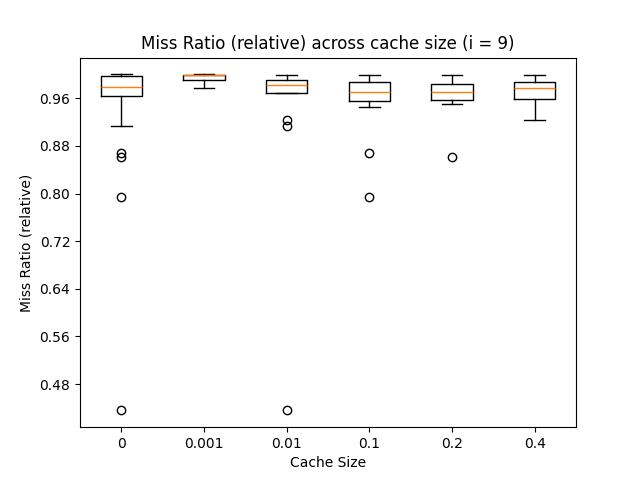 Miss Ratio (relative) across cache size (i = 9)
Miss Ratio (relative)
0.96
0.88
0.80
0.72
0.64
0.56
0.48
0 0.001 0.01 0.1 0.2 0.4
Cache Size